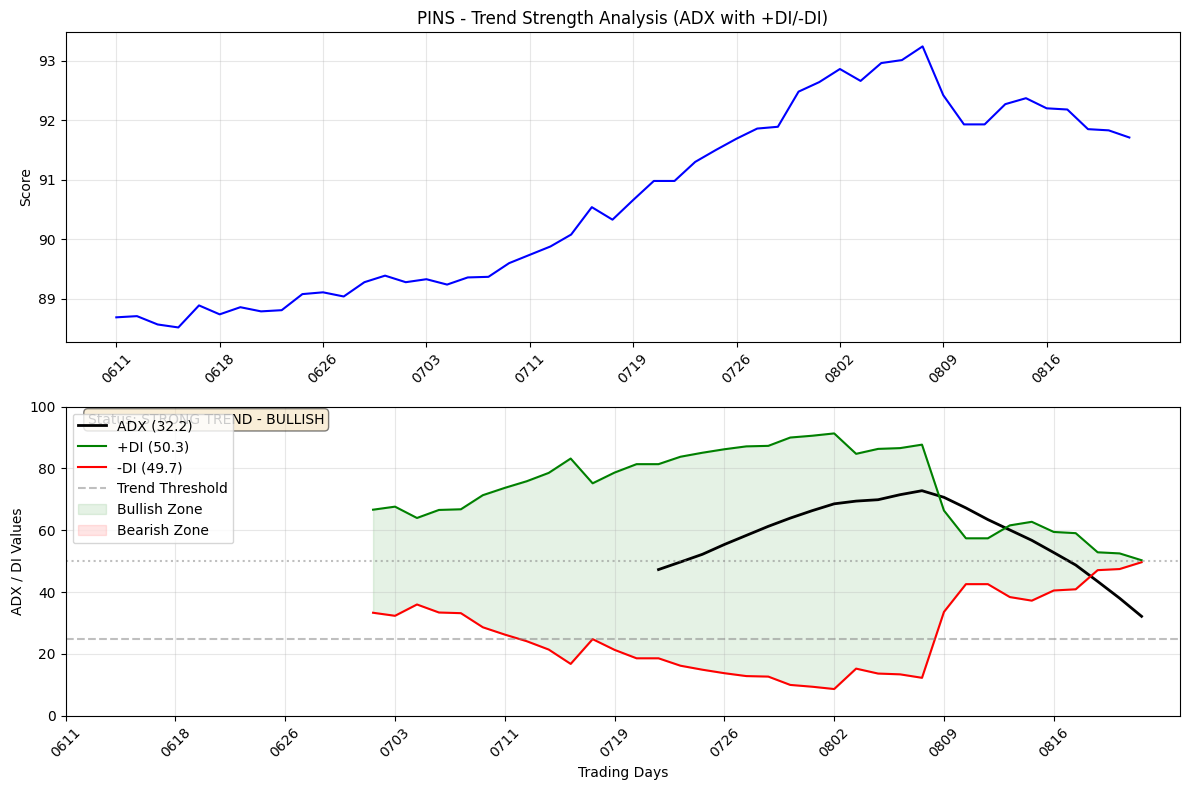 PINS - Trend Strength Analysis (ADX with +DI/-DI)
Score
93
92
91
90
89
0611
0618
0626
0703
0711
0719
0726
0802
0809
0816
ADX / DI Values
100
80
60
40
20
0
Status: STRONG TREND - BULLISH
ADX (32.2)
+DI (50.3)
-DI (49.7)
Trend Threshold
Bullish Zone
Bearish Zone
0611
0618
0626
0703
0711
0719
0726
0802
0809
0816
Trading Days